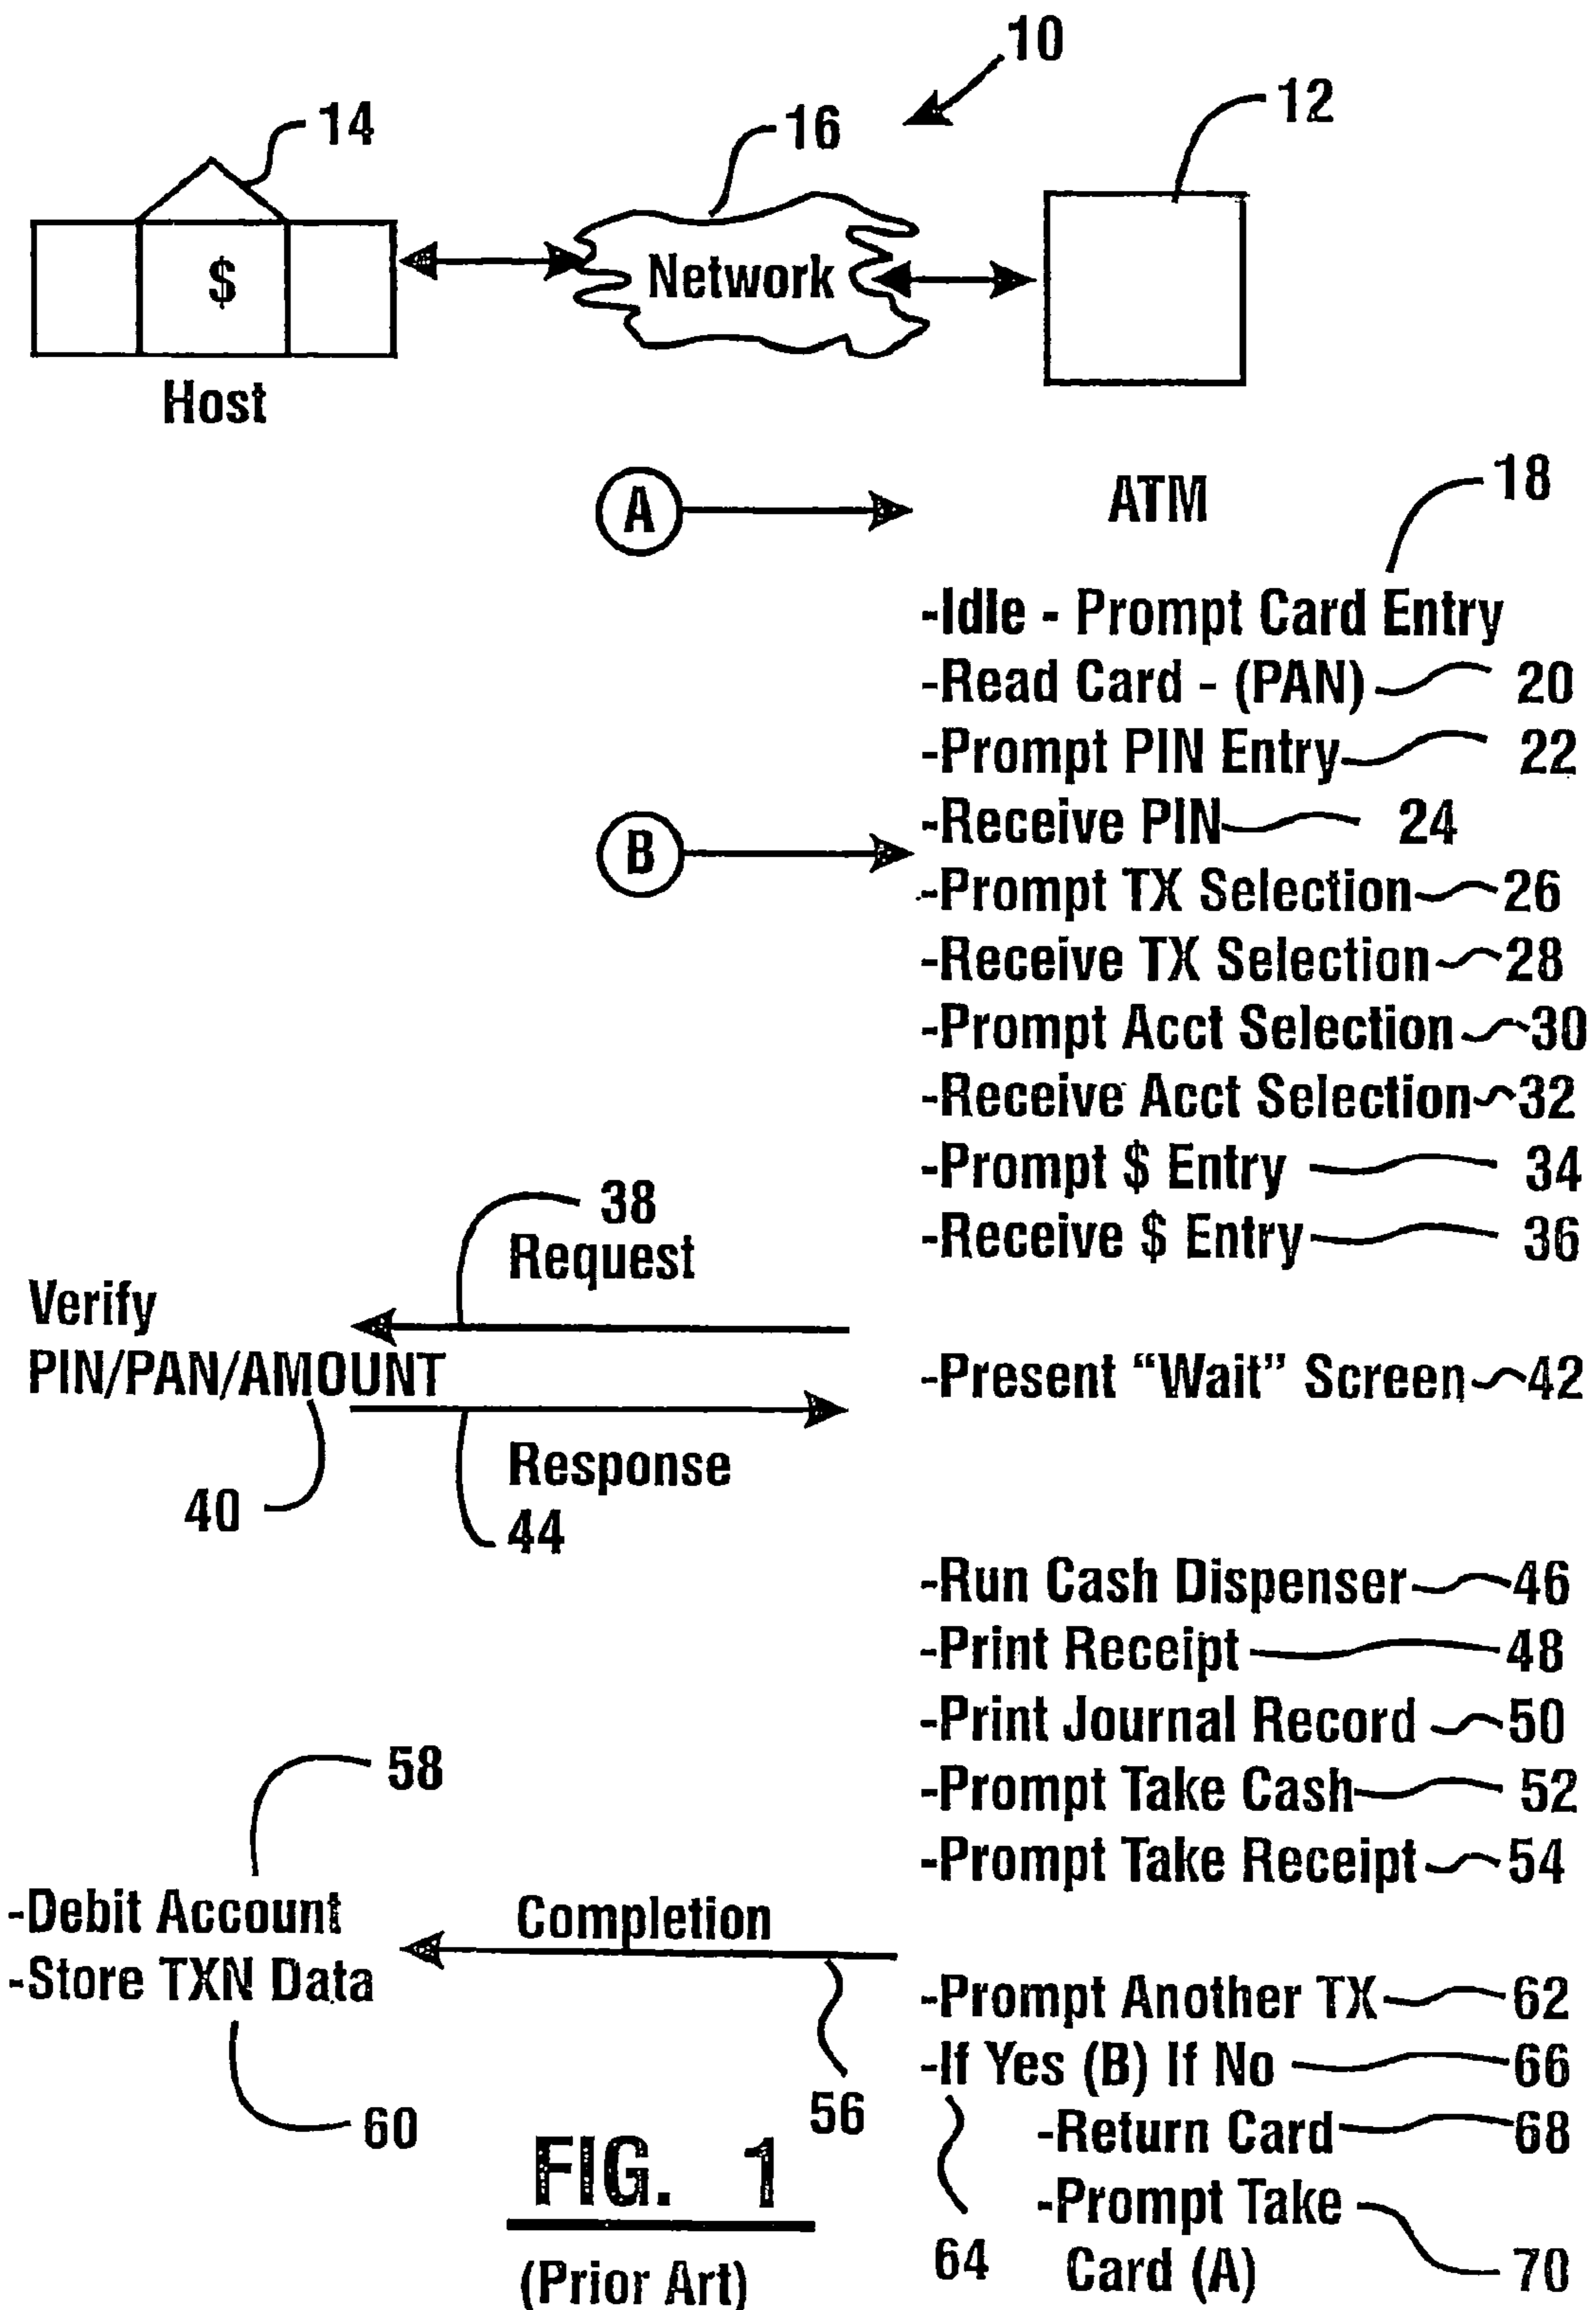 10
14
16
12
$
Network
Host
A
ATM
18
-Idle - Prompt Card Entry
-Read Card - (PAN) 20
-Prompt PIN Entry 22
-Receive PIN 24
B
-Prompt TX Selection 26
-Receive TX Selection 28
-Prompt Acct Selection 30
-Receive Acct Selection 32
-Prompt $ Entry 34
-Receive $ Entry 36
38
Request
Verify
PIN/PAN/AMOUNT
-Present “Wait” Screen 42
Response
40
44
-Run Cash Dispenser 46
-Print Receipt 48
-Print Journal Record 50
-Prompt Take Cash 52
-Prompt Take Receipt 54
58
-Debit Account
-Store TXN Data
Completion
56
60
-Prompt Another TX 62
-If Yes (B) If No 66
-Return Card 68
-Prompt Take
Card (A) 70
64
FIG. 1
(Prior Art)